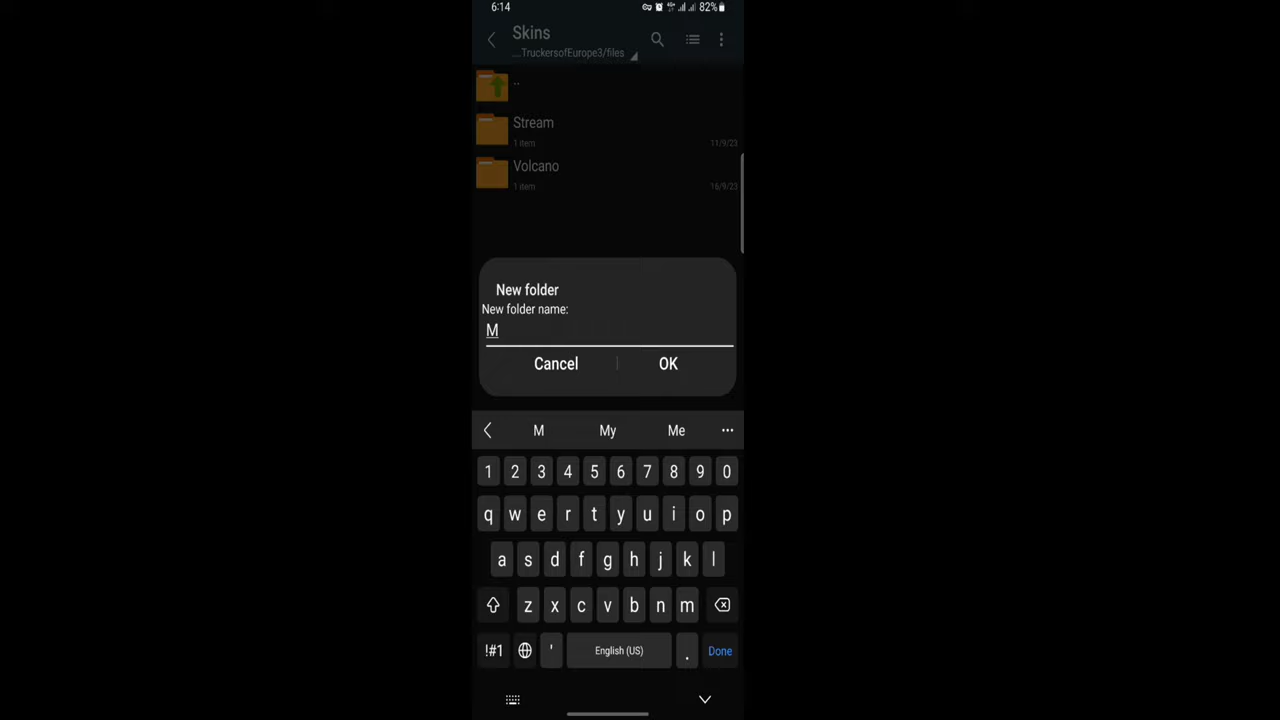 6:14
82%
Skins
...TruckersofEurope3/files
..
Stream
1 item
11/9/23
Volcano
1 item
16/9/23
New folder
New folder name:
M
Cancel
OK
M My Me ...
1 2 3 4 5 6 7 8 9 0
q w e r t y u i o p
a s d f g h j k l
z x c v b n m
!#1 ' English (US) . Done